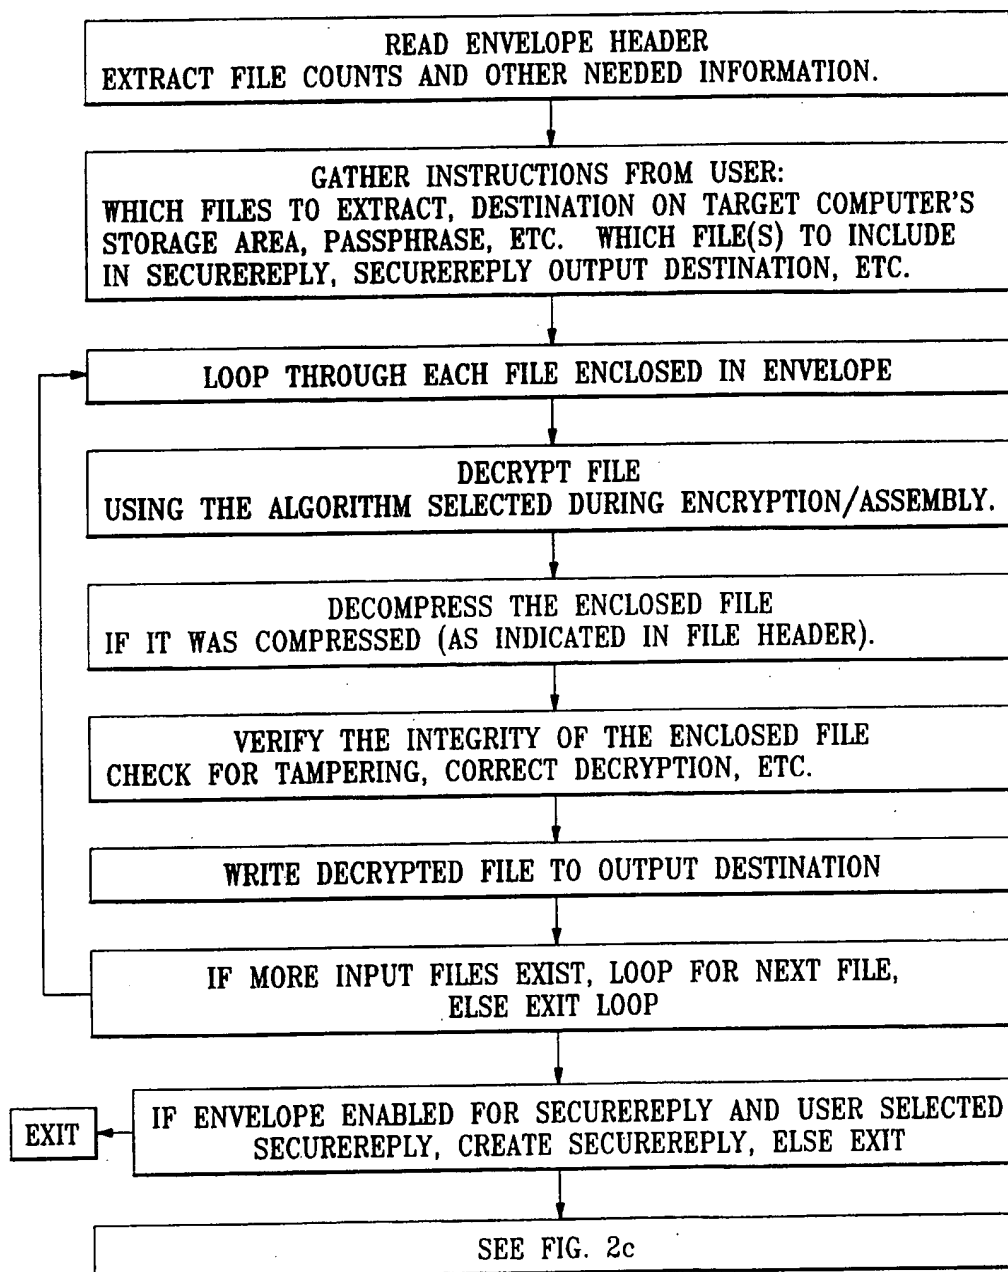 READ ENVELOPE HEADER
EXTRACT FILE COUNTS AND OTHER NEEDED INFORMATION.
GATHER INSTRUCTIONS FROM USER:
WHICH FILES TO EXTRACT, DESTINATION ON TARGET COMPUTER'S
STORAGE AREA, PASSPHRASE, ETC. WHICH FILE(S) TO INCLUDE
IN SECUREREPLY, SECUREREPLY OUTPUT DESTINATION, ETC.
LOOP THROUGH EACH FILE ENCLOSED IN ENVELOPE
DECRYPT FILE
USING THE ALGORITHM SELECTED DURING ENCRYPTION/ASSEMBLY.
DECOMPRESS THE ENCLOSED FILE
IF IT WAS COMPRESSED (AS INDICATED IN FILE HEADER).
VERIFY THE INTEGRITY OF THE ENCLOSED FILE
CHECK FOR TAMPERING, CORRECT DECRYPTION, ETC.
WRITE DECRYPTED FILE TO OUTPUT DESTINATION
IF MORE INPUT FILES EXIST, LOOP FOR NEXT FILE,
ELSE EXIT LOOP
IF ENVELOPE ENABLED FOR SECUREREPLY AND USER SELECTED
SECUREREPLY, CREATE SECUREREPLY, ELSE EXIT
EXIT
SEE FIG. 2c